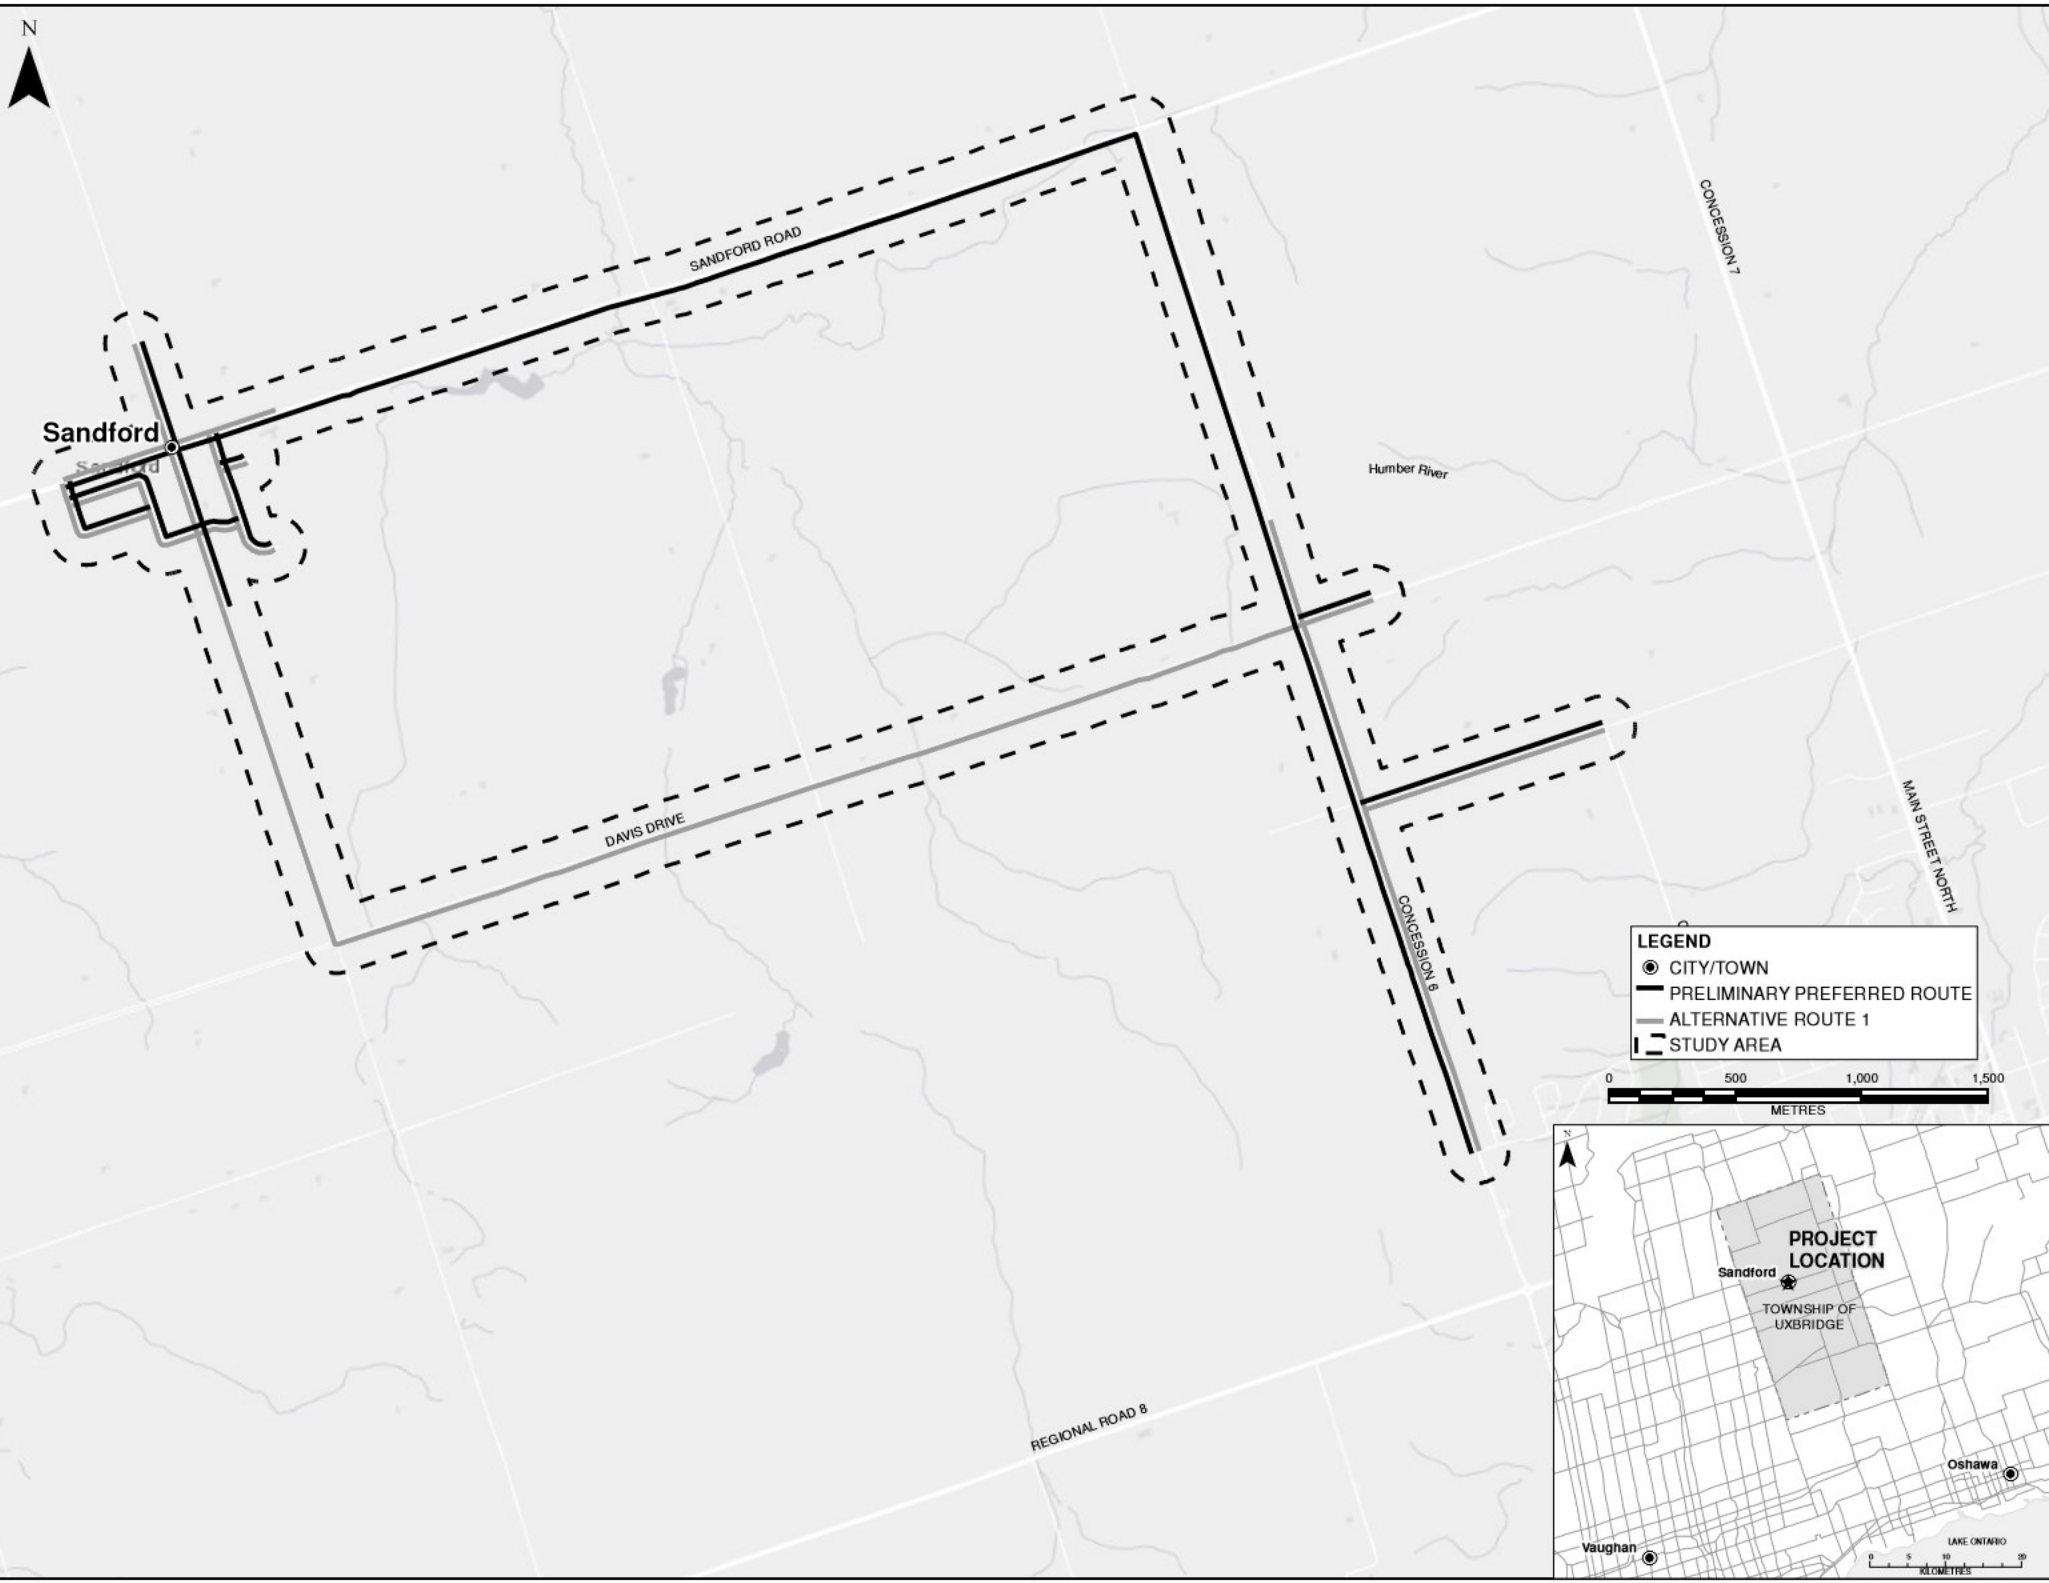 N
CONCESSION 7
SANDFORD ROAD
Sandford
Sandford
Humber River
DAVIS DRIVE
MAIN STREET NORTH
CONCESSION 6
LEGEND
CITY/TOWN
PRELIMINARY PREFERRED ROUTE
ALTERNATIVE ROUTE 1
STUDY AREA
0 500 1,000 1,500
METRES
REGIONAL ROAD 8
N
PROJECT
LOCATION
Sandford
TOWNSHIP OF
UXBRIDGE
Oshawa
Vaughan
LAKE ONTARIO
0 5 10 20
KILOMETRES